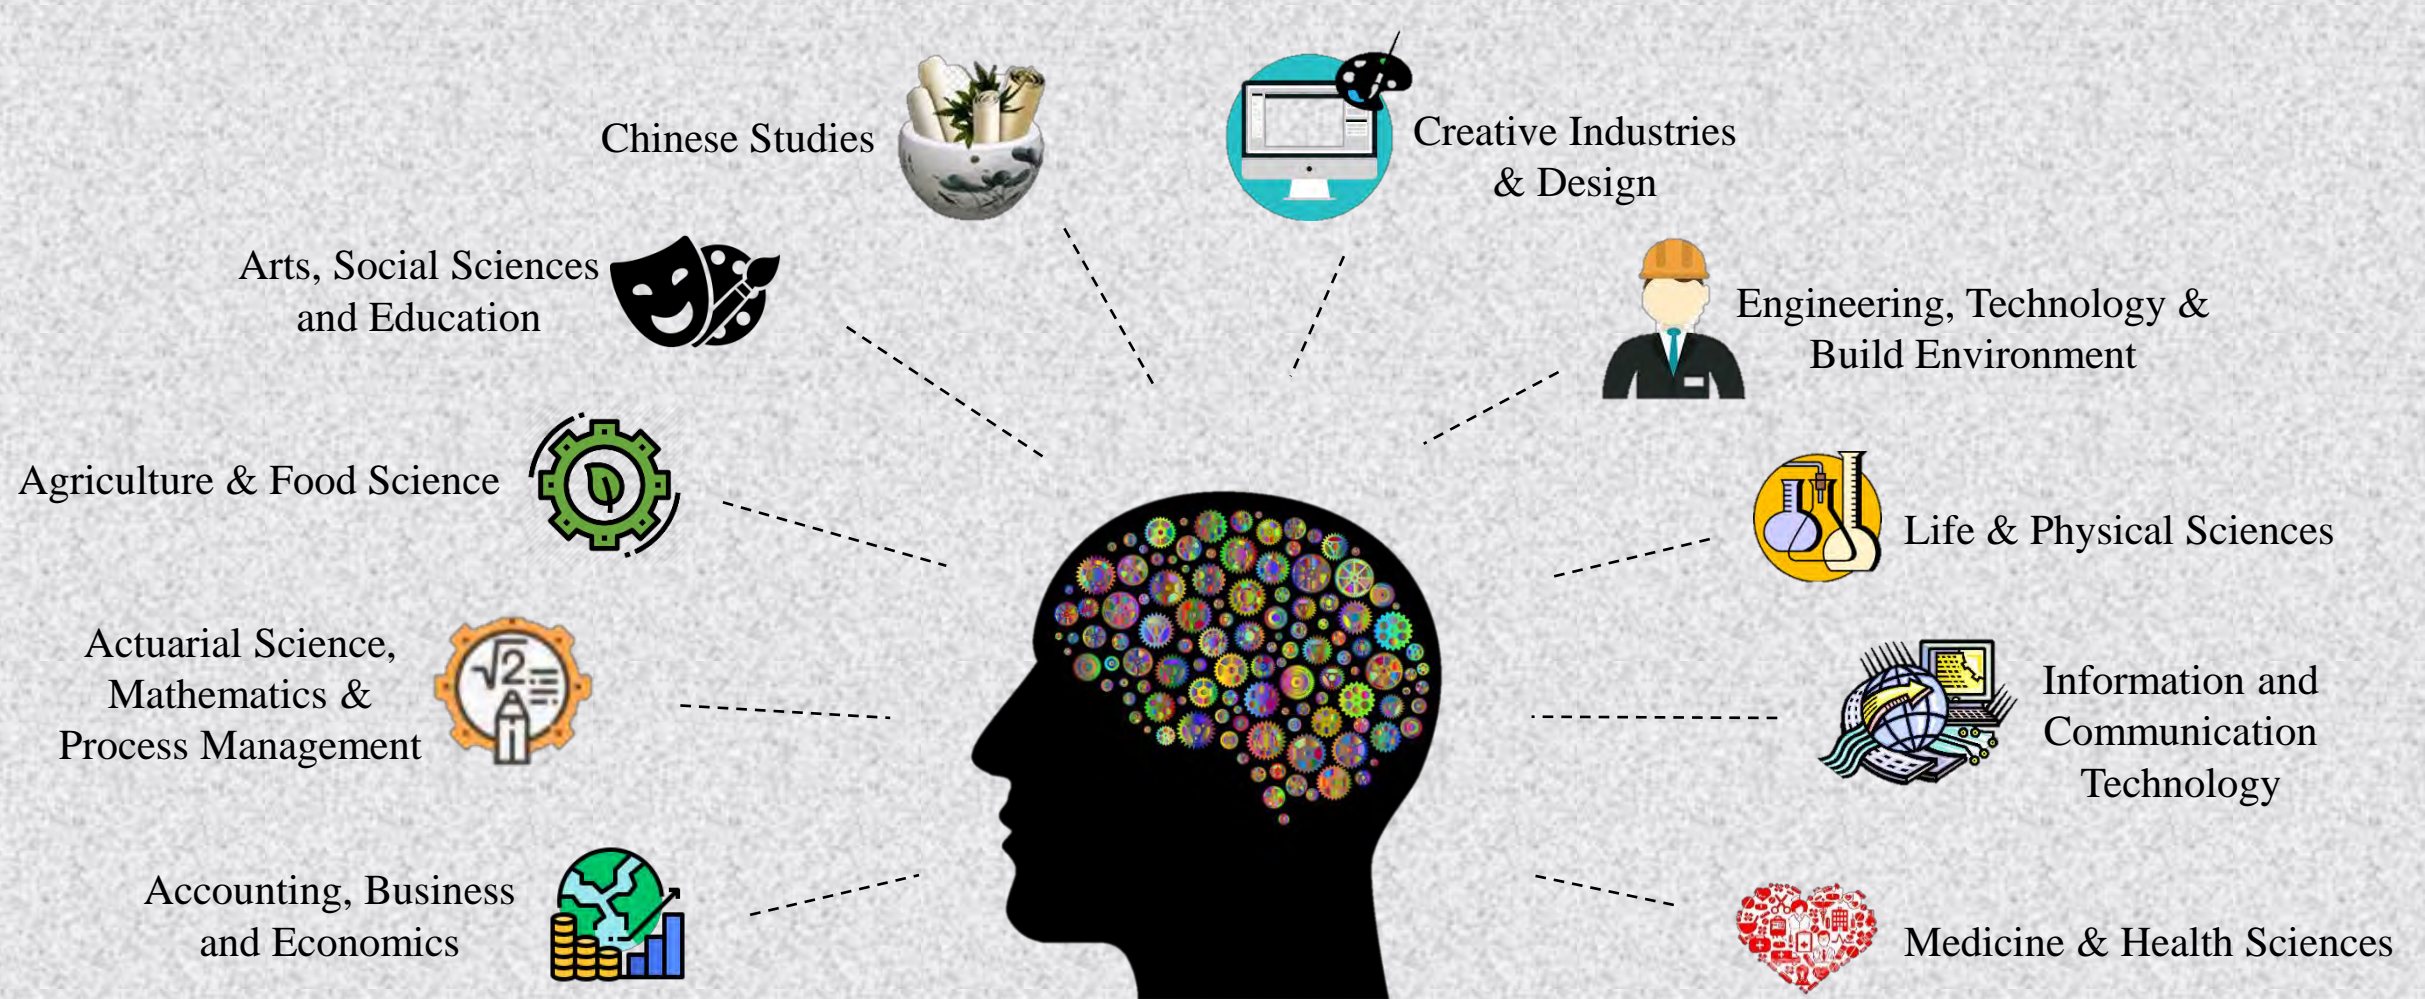 Chinese Studies
Creative Industries
& Design
Arts, Social Sciences
and Education
Engineering, Technology &
Build Environment
Agriculture & Food Science
Life & Physical Sciences
Actuarial Science,
Mathematics &
Process Management
Information and
Communication
Technology
Accounting, Business
and Economics
Medicine & Health Sciences
√2